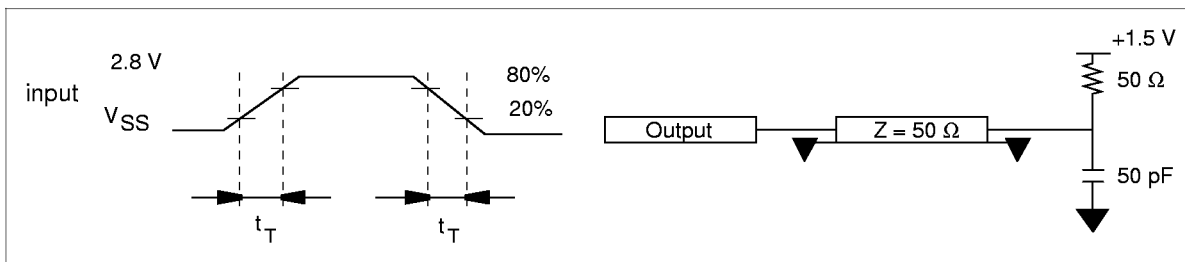 2.8 V
input
V_SS
80%
20%
t_T
t_T
Output
Z = 50 Ω
+1.5 V
50 Ω
50 pF